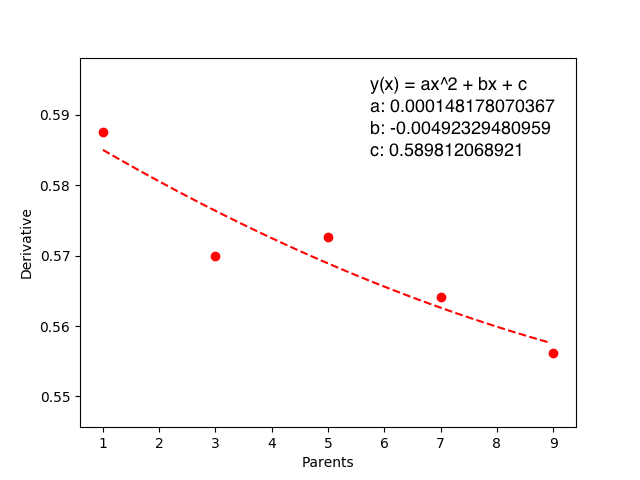 y(x) = ax^2 + bx + c
a: 0.000148178070367
b: -0.00492329480959
c: 0.589812068921
0.59
0.58
0.57
0.56
0.55
Derivative
1 2 3 4 5 6 7 8 9
Parents